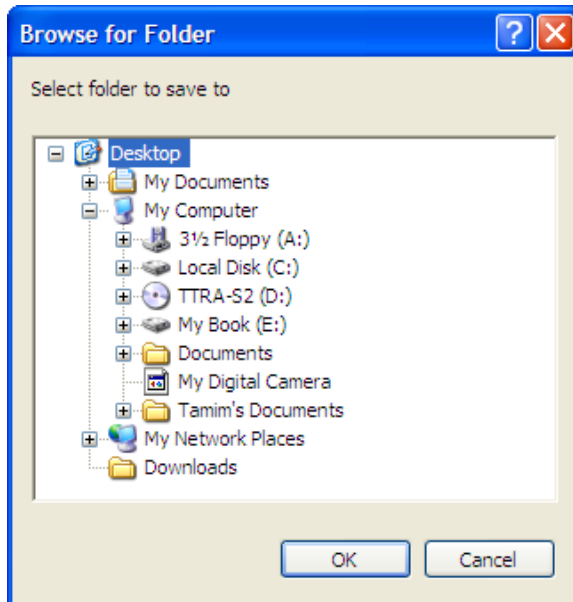 Browse for Folder
Select folder to save to
Desktop
My Documents
My Computer
3½ Floppy (A:)
Local Disk (C:)
TTRA-S2 (D:)
My Book (E:)
Documents
My Digital Camera
Tamim's Documents
My Network Places
Downloads
OK Cancel